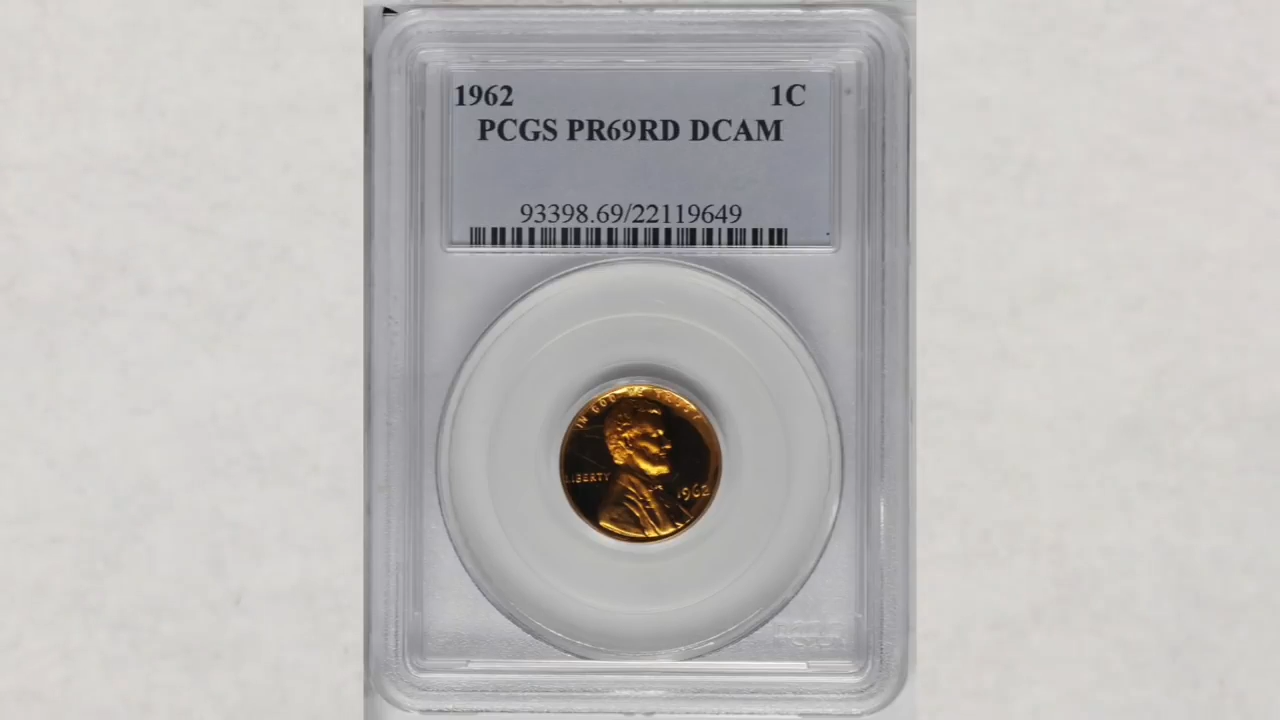 1962 1C
PCGS PR69RD DCAM
93398.69/22119649
IN GOD WE TRUST
LIBERTY
1962